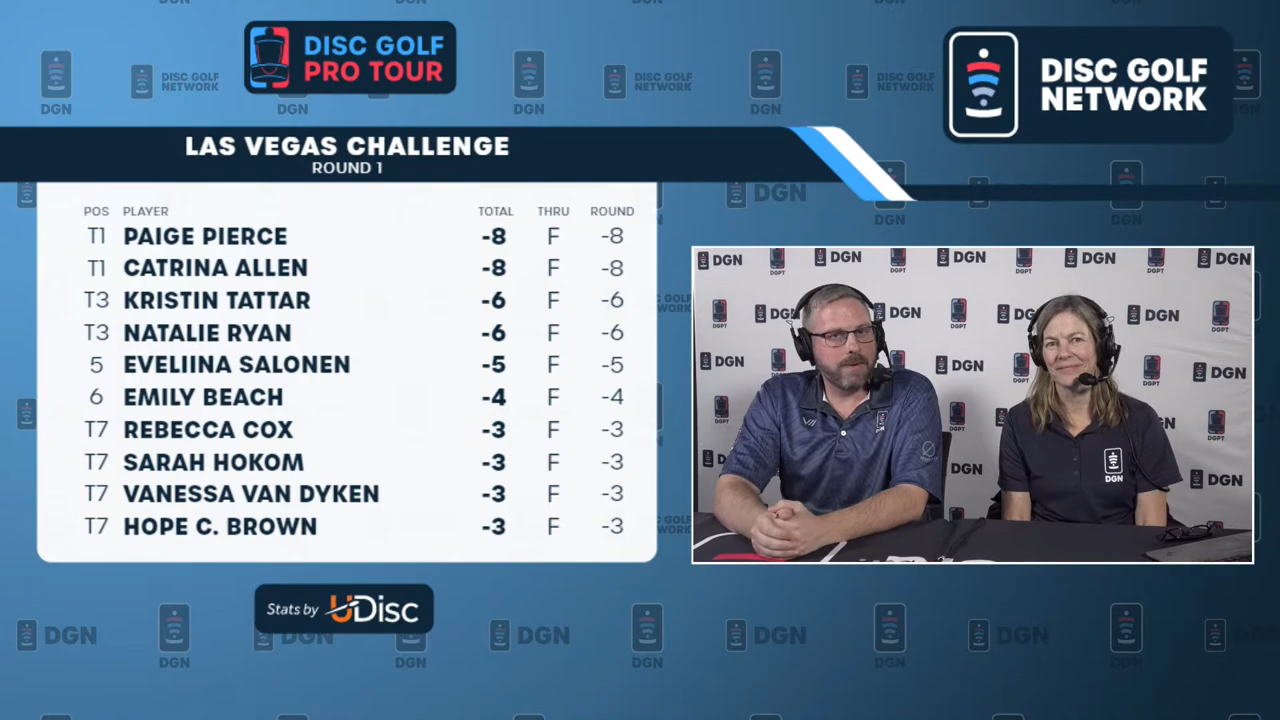 DISC GOLF
PRO TOUR
DISC GOLF
NETWORK
LAS VEGAS CHALLENGE
ROUND 1
POS PLAYER TOTAL THRU ROUND
T1 PAIGE PIERCE -8 F -8
T1 CATRINA ALLEN -8 F -8
T3 KRISTIN TATTAR -6 F -6
T3 NATALIE RYAN -6 F -6
5 EVELIINA SALONEN -5 F -5
6 EMILY BEACH -4 F -4
T7 REBECCA COX -3 F -3
T7 SARAH HOKOM -3 F -3
T7 VANESSA VAN DYKEN -3 F -3
T7 HOPE C. BROWN -3 F -3
Stats by UDisc
DGN
DGPT
DGN